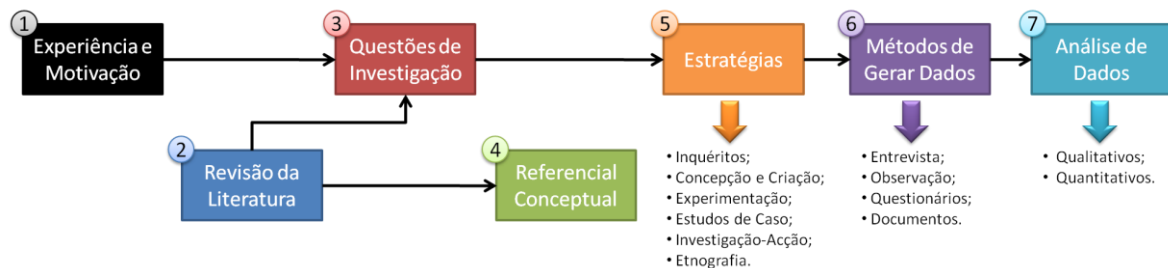 1
Experiência e
Motivação
2
Revisão da
Literatura
3
Questões de
Investigação
4
Referencial
Conceptual
5
Estratégias
• Inquéritos;
• Concepção e Criação;
• Experimentação;
• Estudos de Caso;
• Investigação-Acção;
• Etnografia.
6
Métodos de
Gerar Dados
• Entrevista;
• Observação;
• Questionários;
• Documentos.
7
Análise de
Dados
• Qualitativos;
• Quantitativos.